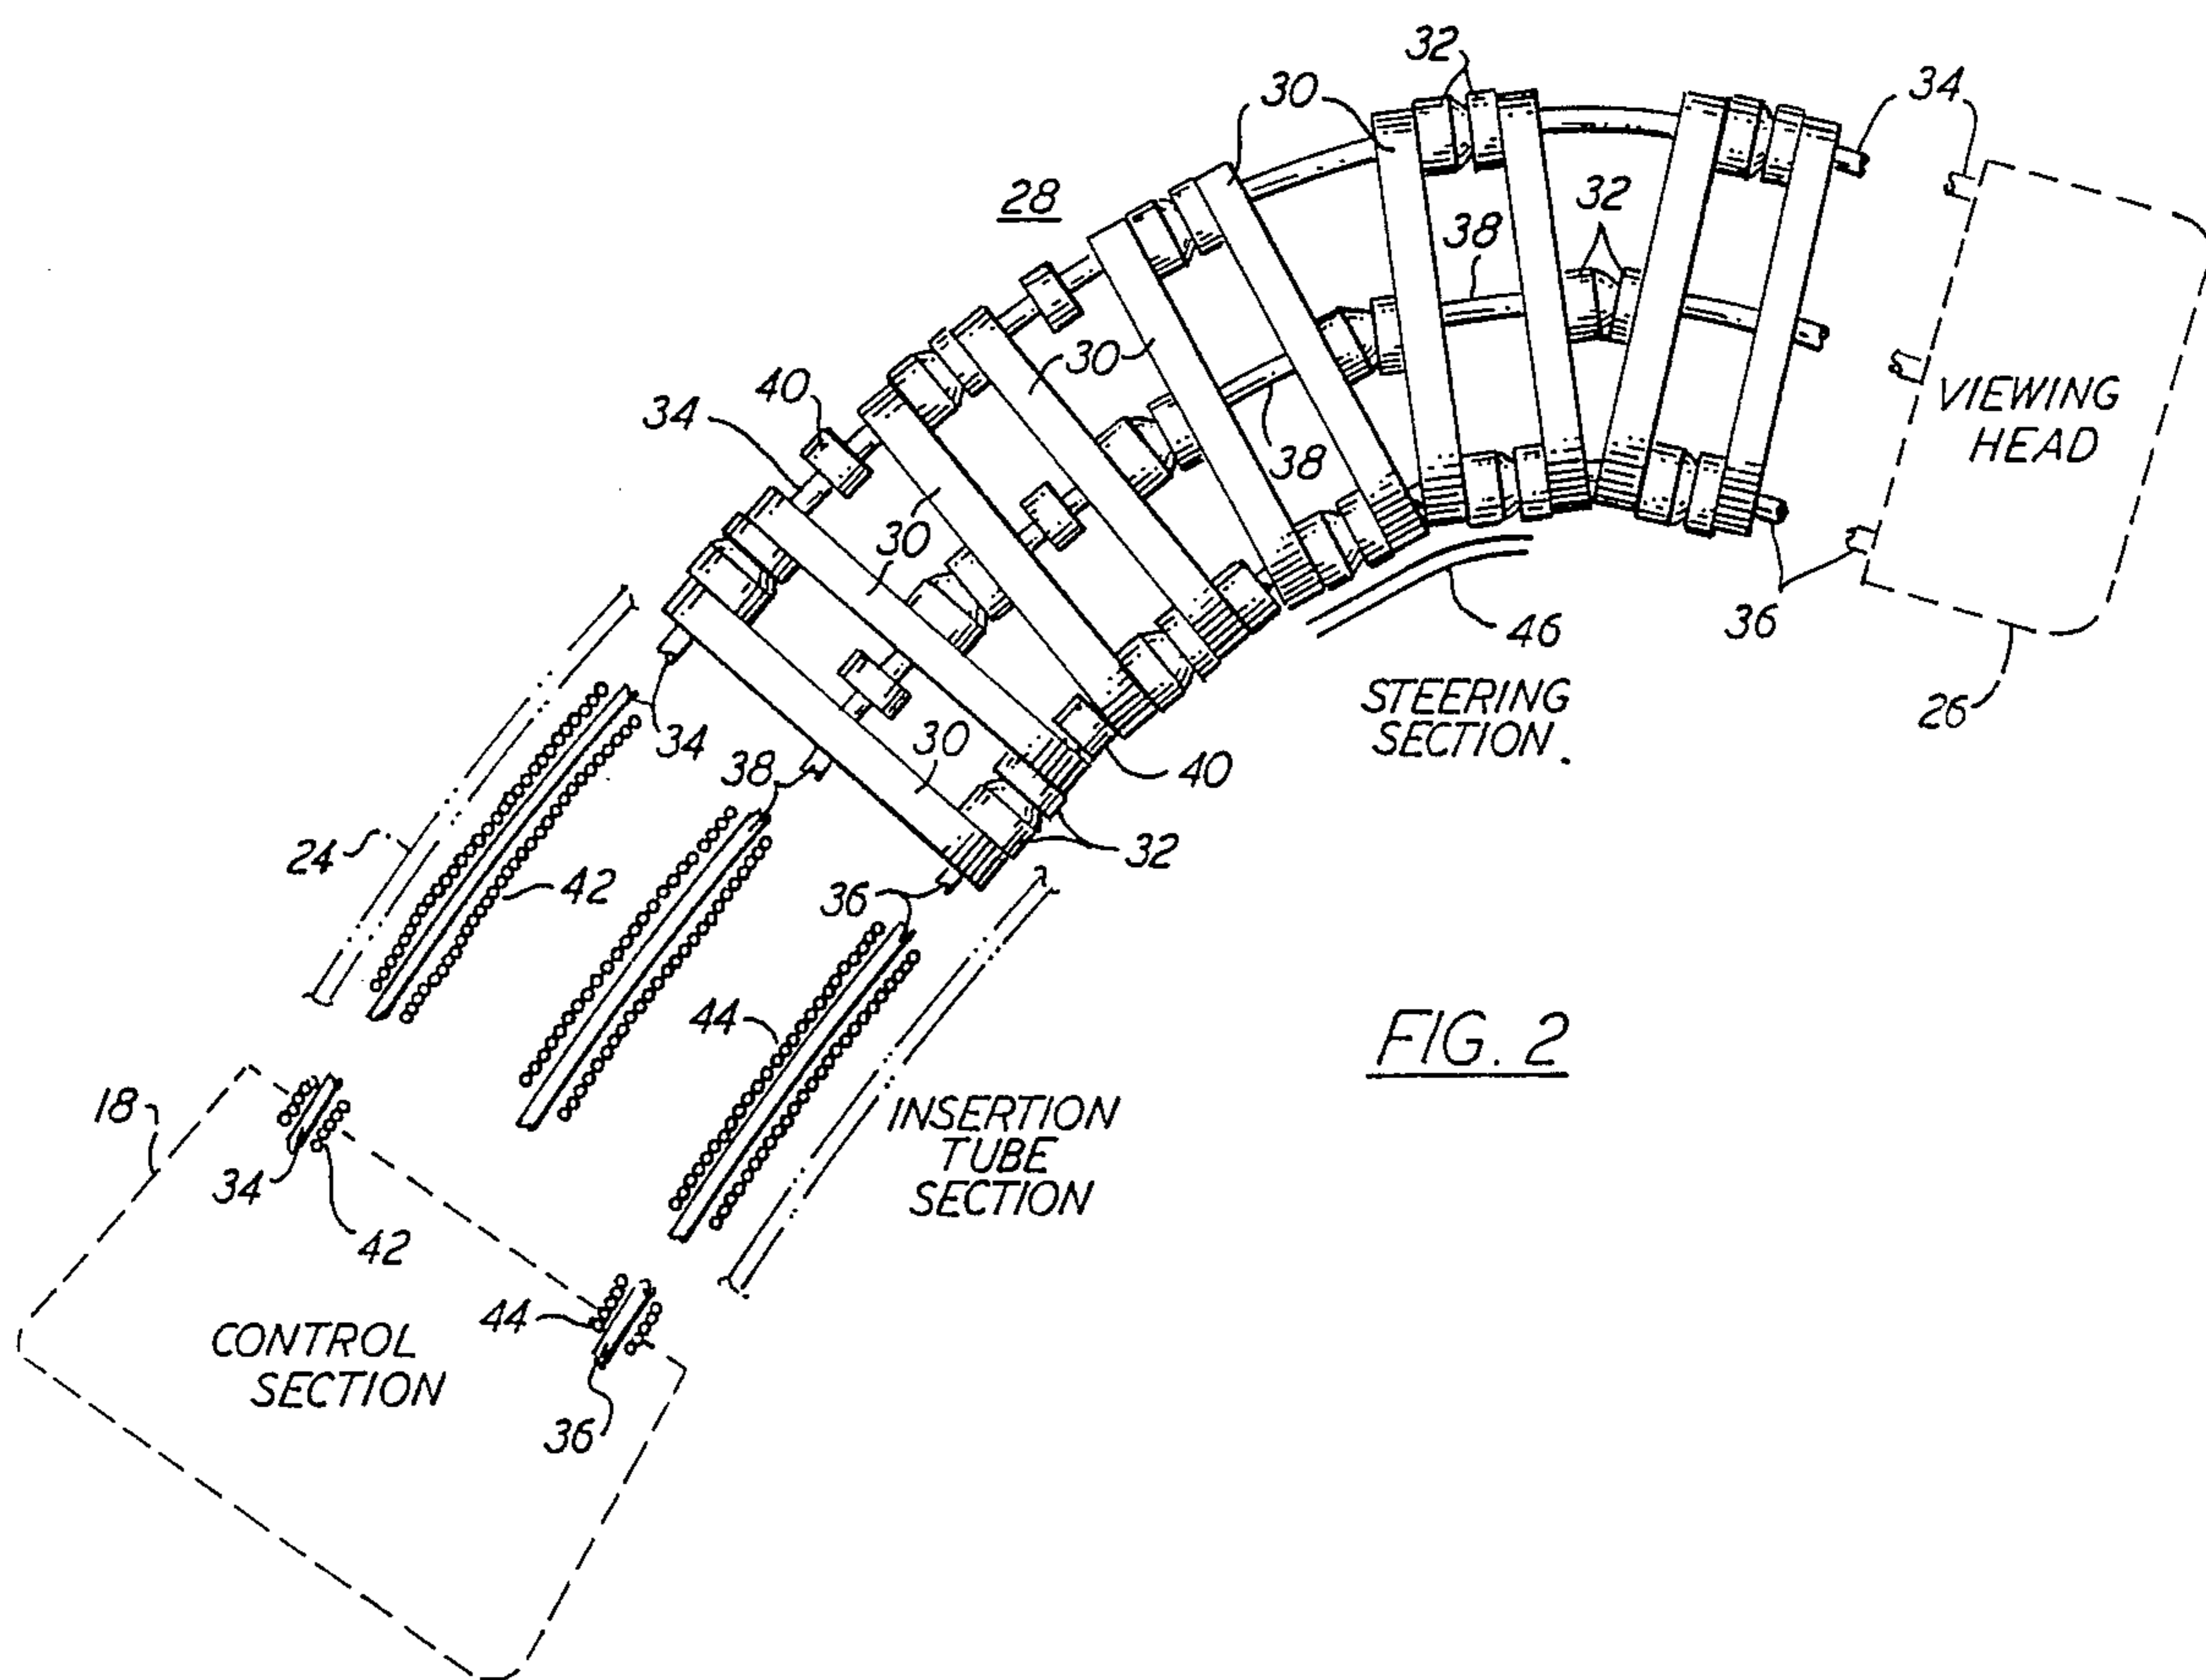 32
30
34
28
32
38
30
40
34
38
VIEWING
HEAD
30
30
36
46
26
STEERING
SECTION.
34
38
30
40
24
42
32
36
44
FIG. 2
18
INSERTION
TUBE
SECTION
34
42
44
CONTROL
SECTION
36